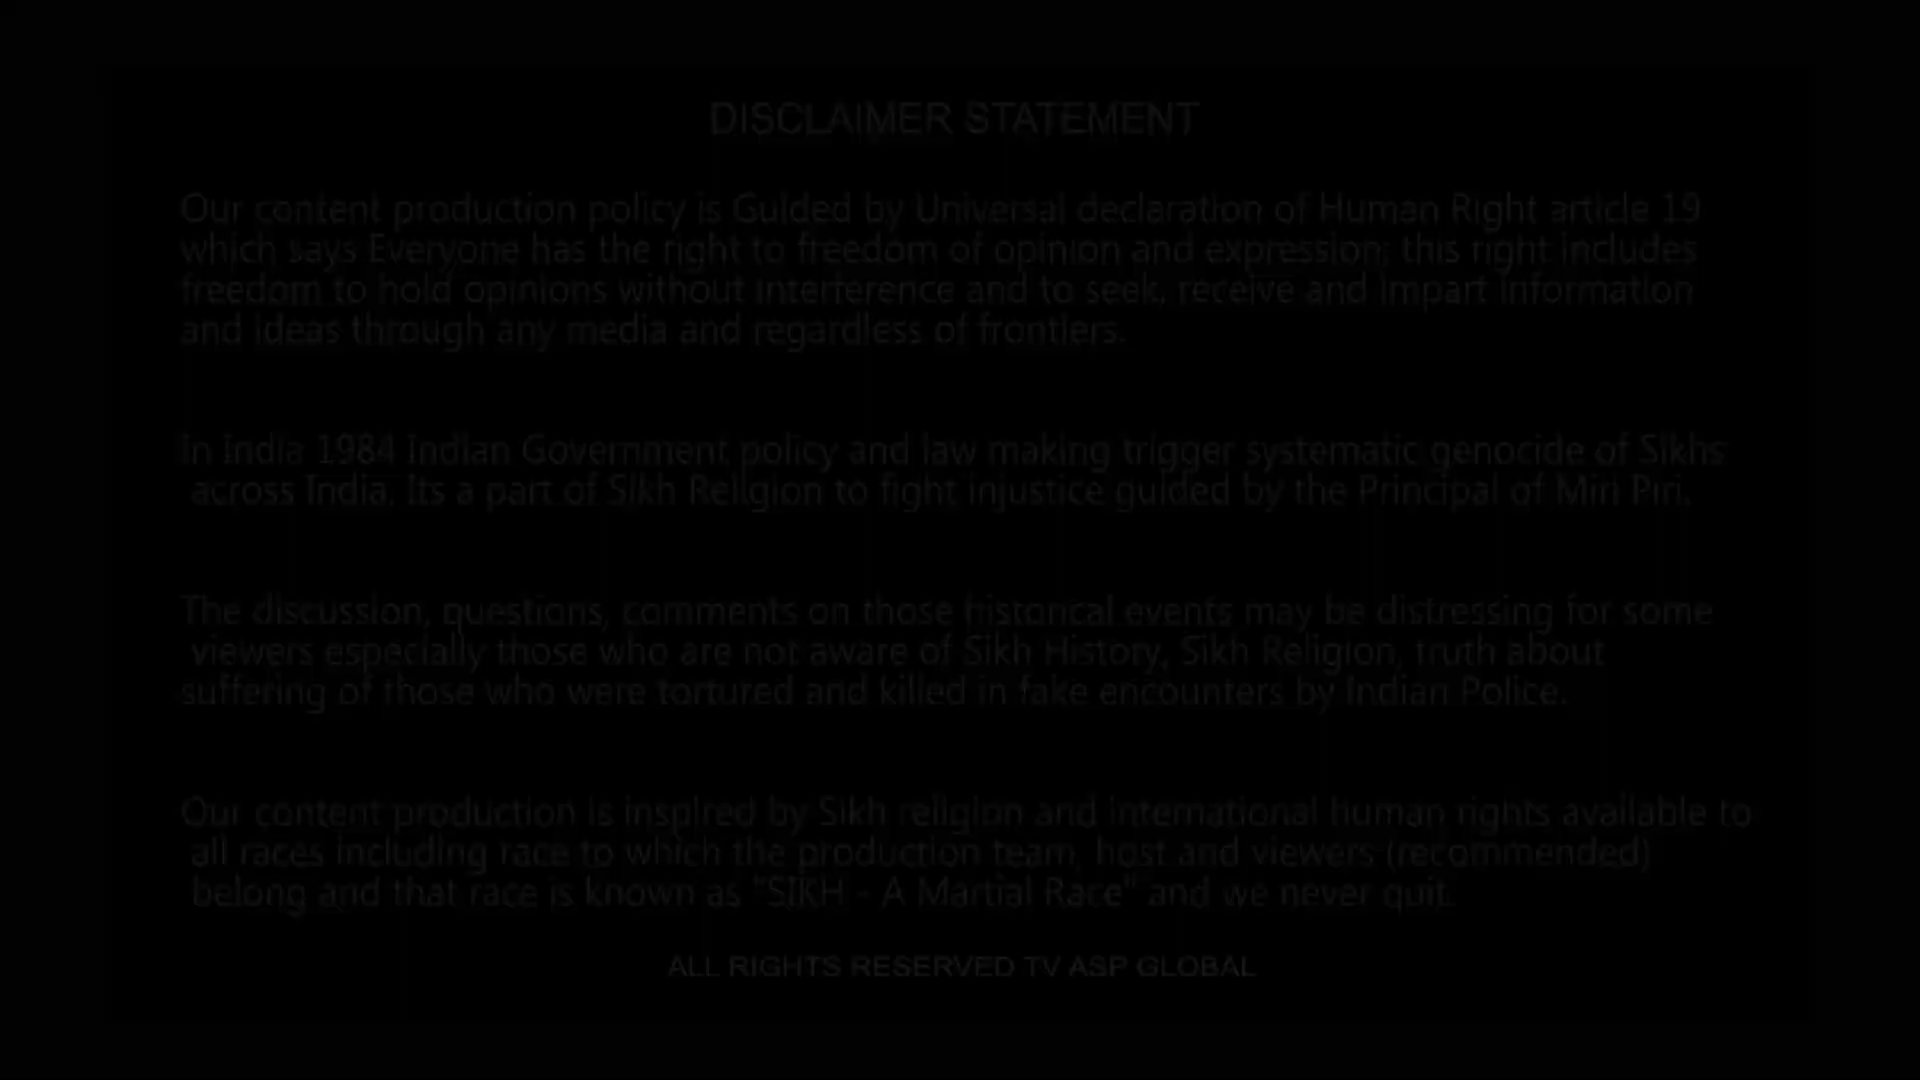 DISCLAIMER STATEMENT
Our content production policy is Guided by Universal declaration of Human Right article 19
which says Everyone has the right to freedom of opinion and expression; this right includes
freedom to hold opinions without interference and to seek, receive and impart information
and ideas through any media and regardless of frontiers.
In India 1984 Indian Government policy and law making trigger systematic genocide of Sikhs
across India. Its a part of Sikh Religion to fight injustice guided by the Principal of Miri Piri.
The discussion, questions, comments on those historical events may be distressing for some
viewers especially those who are not aware of Sikh History, Sikh Religion, truth about
suffering of those who were tortured and killed in fake encounters by Indian Police.
Our content production is inspired by Sikh religion and international human rights available to
all races including race to which the production team, host and viewers (recommended)
belong and that race is known as "SIKH - A Martial Race" and we never quit.
ALL RIGHTS RESERVED TV ASP GLOBAL